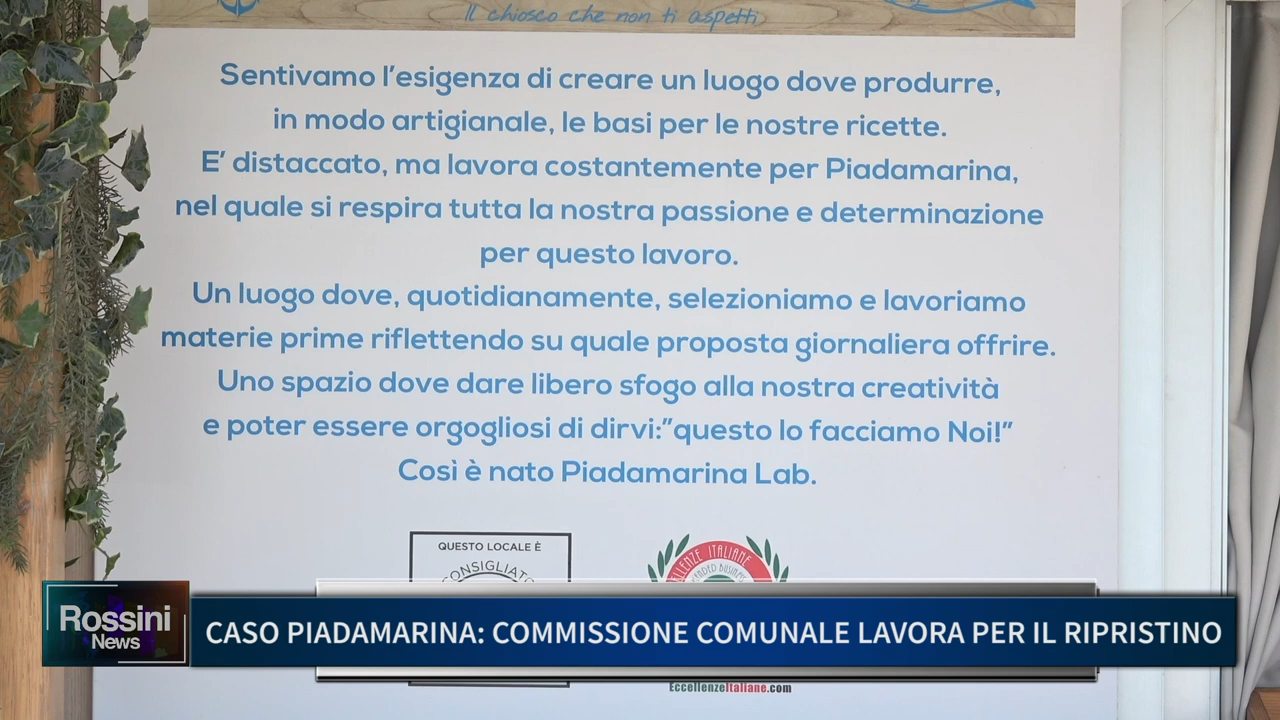 Il chiosco che non ti aspetti
Sentivamo l'esigenza di creare un luogo dove produrre,
in modo artigianale, le basi per le nostre ricette.
E' distaccato, ma lavora costantemente per Piadamarina,
nel quale si respira tutta la nostra passione e determinazione
per questo lavoro.
Un luogo dove, quotidianamente, selezioniamo e lavoriamo
materie prime riflettendo su quale proposta giornaliera offrire.
Uno spazio dove dare libero sfogo alla nostra creatività
e poter essere orgogliosi di dirvi:"questo lo facciamo Noi!"
Così è nato Piadamarina Lab.
QUESTO LOCALE È
CONSIGLIATO
ITALIANE
Rossini
News
CASO PIADAMARINA: COMMISSIONE COMUNALE LAVORA PER IL RIPRISTINO
EccellenzeItaliane.com